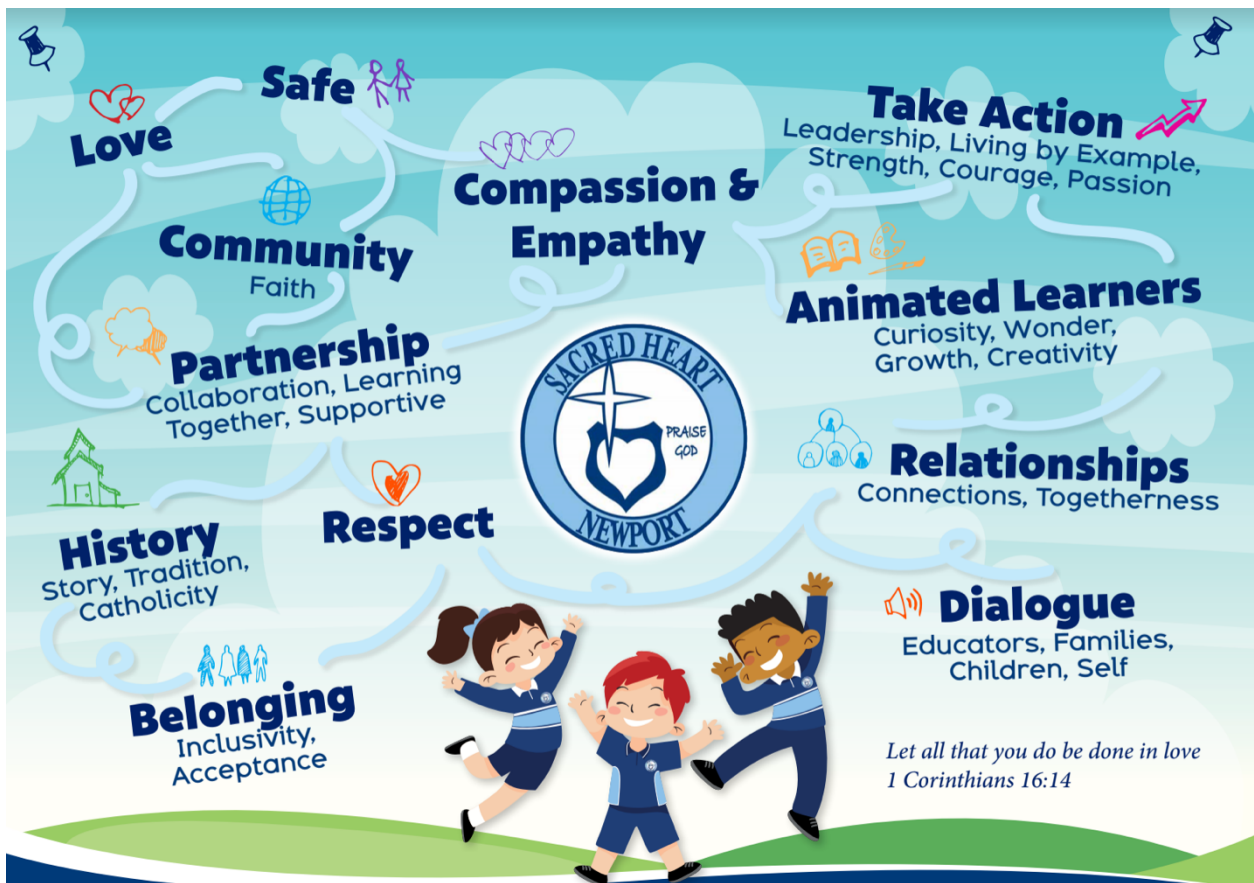 Love
Safe
Community
Faith
Compassion &
Empathy
Take Action
Leadership, Living by Example,
Strength, Courage, Passion
Animated Learners
Curiosity, Wonder,
Growth, Creativity
Partnership
Collaboration, Learning
Together, Supportive
SACRED HEART
PRAISE
GOD
NEWPORT
Relationships
Connections, Togetherness
History
Story, Tradition,
Catholicity
Respect
Dialogue
Educators, Families,
Children, Self
Belonging
Inclusivity,
Acceptance
Let all that you do be done in love
1 Corinthians 16:14